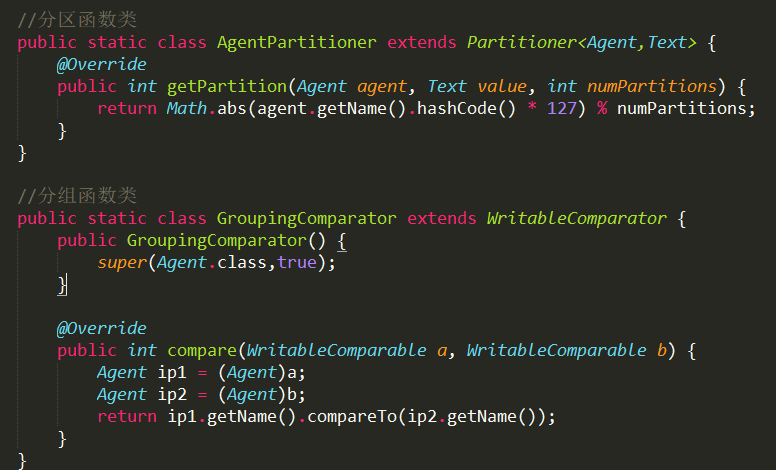 //分区函数类
public static class AgentPartitioner extends Partitioner<Agent,Text> {
    @Override
    public int getPartition(Agent agent, Text value, int numPartitions) {
        return Math.abs(agent.getName().hashCode() * 127) % numPartitions;
    }
}

//分组函数类
public static class GroupingComparator extends WritableComparator {
    public GroupingComparator() {
        super(Agent.class,true);
    }

    @Override
    public int compare(WritableComparable a, WritableComparable b) {
        Agent ip1 = (Agent)a;
        Agent ip2 = (Agent)b;
        return ip1.getName().compareTo(ip2.getName());
    }
}